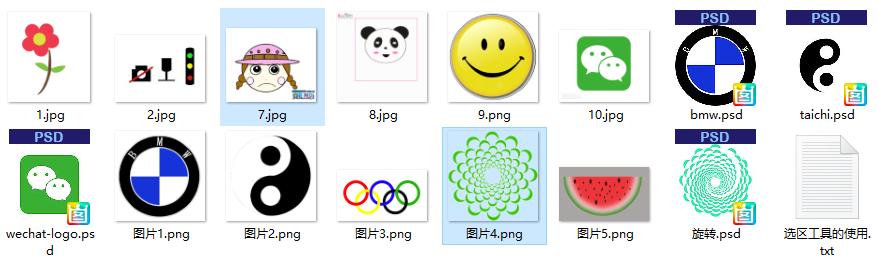 1.jpg
2.jpg
7.jpg
8.jpg
9.png
10.jpg
PSD
B M W
bmw.psd
PSD
taichi.psd
PSD
wechat-logo.ps
d
B M W
图片1.png
图片2.png
图片3.png
图片4.png
图片5.png
PSD
旋转.psd
选区工具的使用.
txt